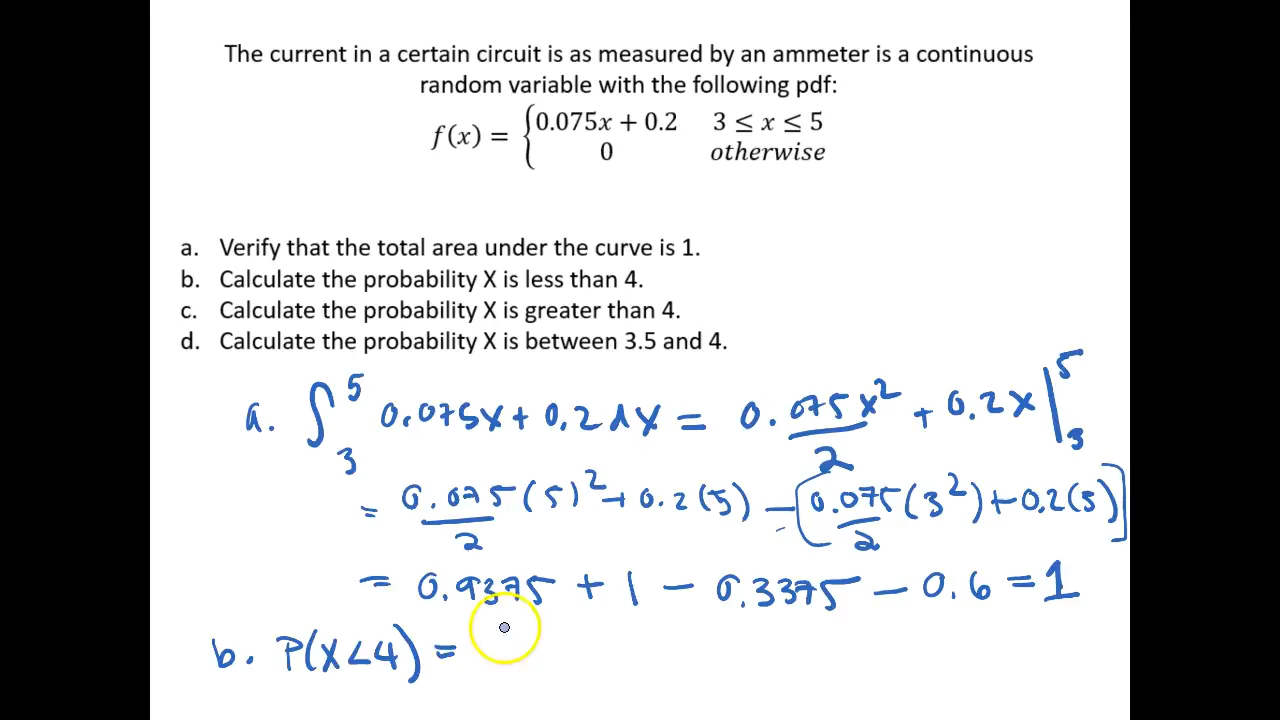 The current in a certain circuit is as measured by an ammeter is a continuous
random variable with the following pdf:
f(x) = {0.075x + 0.2 3 ≤ x ≤ 5
0 otherwise
a. Verify that the total area under the curve is 1.
b. Calculate the probability X is less than 4.
c. Calculate the probability X is greater than 4.
d. Calculate the probability X is between 3.5 and 4.
a. ∫₃⁵ 0.075x + 0.2 dx = 0.075x²/2 + 0.2x |₃⁵
= 0.075/2 (5)² + 0.2(5) − [0.075/2 (3²) + 0.2(3)]
= 0.9375 + 1 − 0.3375 − 0.6 = 1
b. P(X<4) =